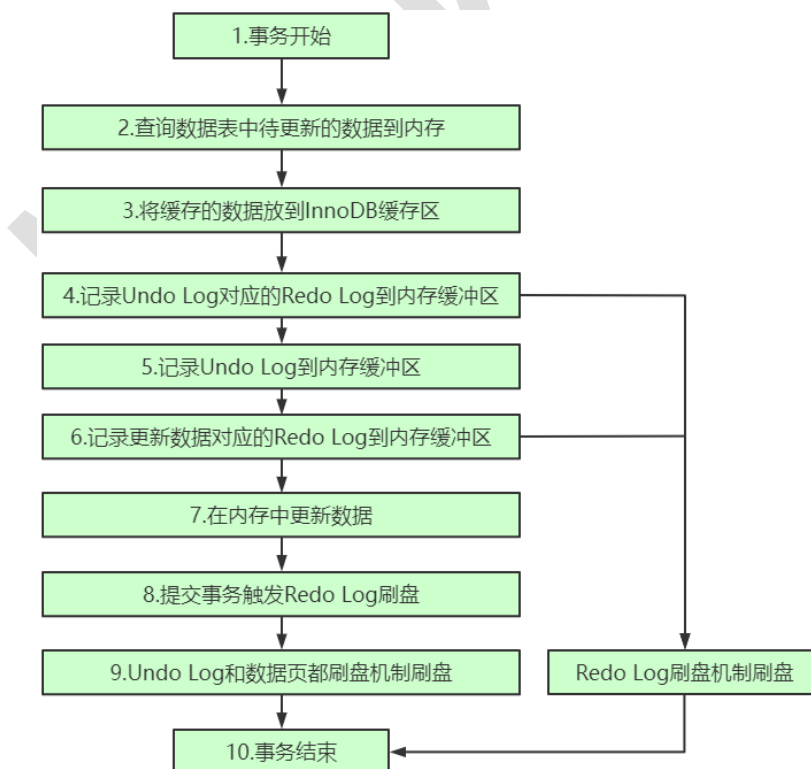 1.事务开始
2.查询数据表中待更新的数据到内存
3.将缓存的数据放到InnoDB缓存区
4.记录Undo Log对应的Redo Log到内存缓冲区
5.记录Undo Log到内存缓冲区
6.记录更新数据对应的Redo Log到内存缓冲区
7.在内存中更新数据
8.提交事务触发Redo Log刷盘
9.Undo Log和数据页都刷盘机制刷盘
Redo Log刷盘机制刷盘
10.事务结束